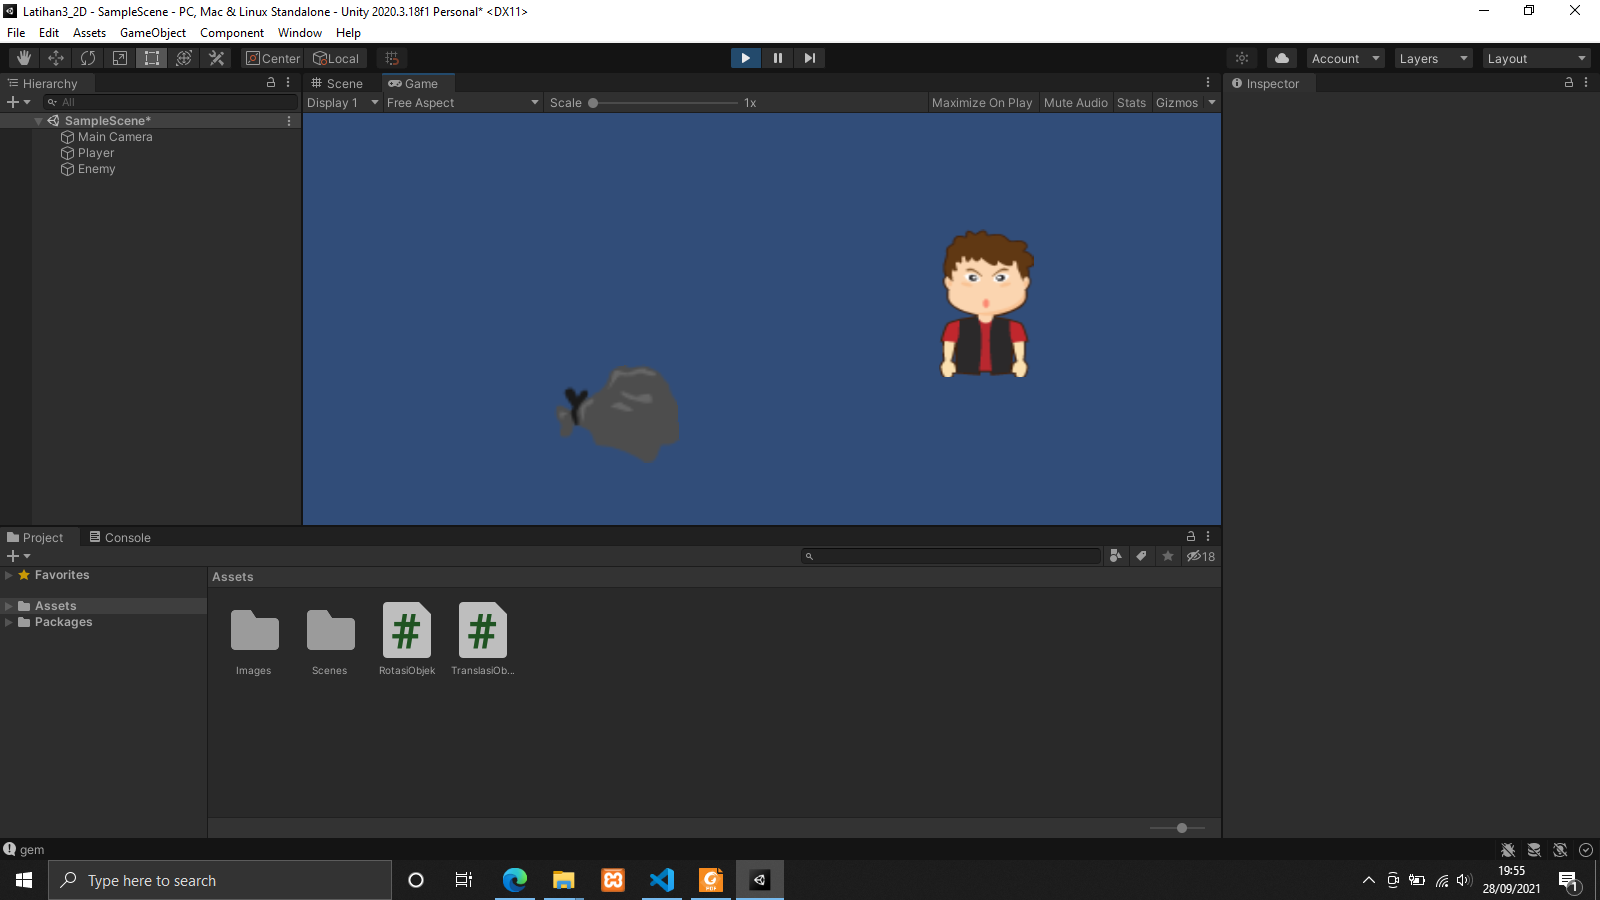 Latihan3_2D - SampleScene - PC, Mac & Linux Standalone - Unity 2020.3.18f1 Personal* <DX11>
File Edit Assets GameObject Component Window Help
Center Local Account Layers Layout
Hierarchy Scene Game Inspector
All Display 1 Free Aspect Scale 1x Maximize On Play Mute Audio Stats Gizmos
SampleScene*
Main Camera
Player
Enemy
Project Console
18
Favorites Assets
Assets
Packages
Images Scenes RotasiObjek TranslasiOb...
gem
Type here to search
19:55
28/09/2021
1